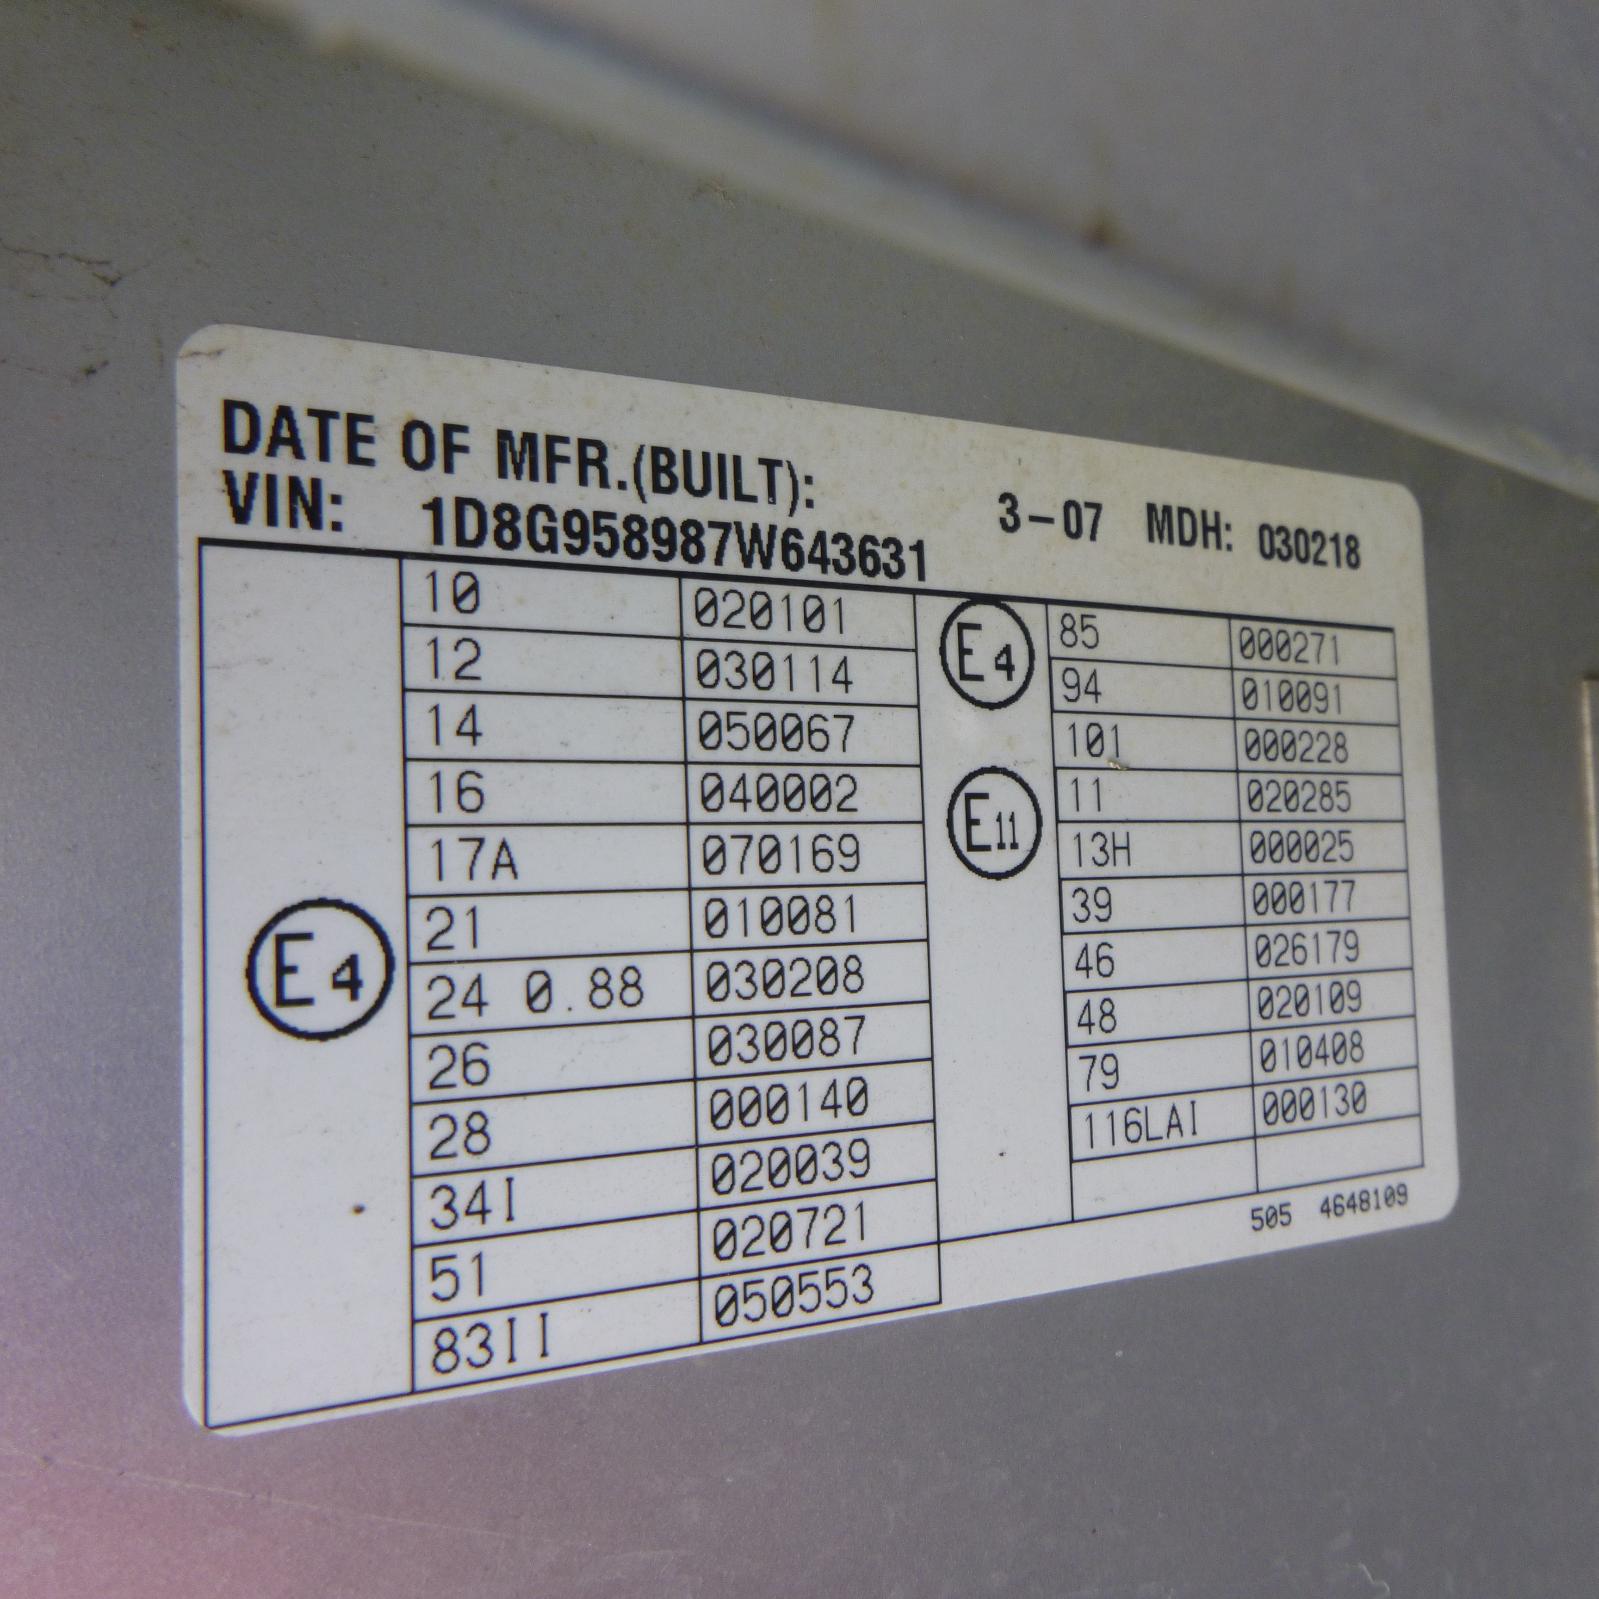 DATE OF MFR.(BUILT): 3-07 MDH: 030218
VIN: 1D8G958987W643631
E4
10 020101
12 030114
14 050067
16 040002
17A 070169
21 010081
24 0.88 030208
26 030087
28 000140
34I 020039
51 020721
83II 050553
E4
85 000271
94 010091
101 000228
E11
11 020285
13H 000025
39 000177
46 026179
48 020109
79 010408
116LAI 000130
505 4648109